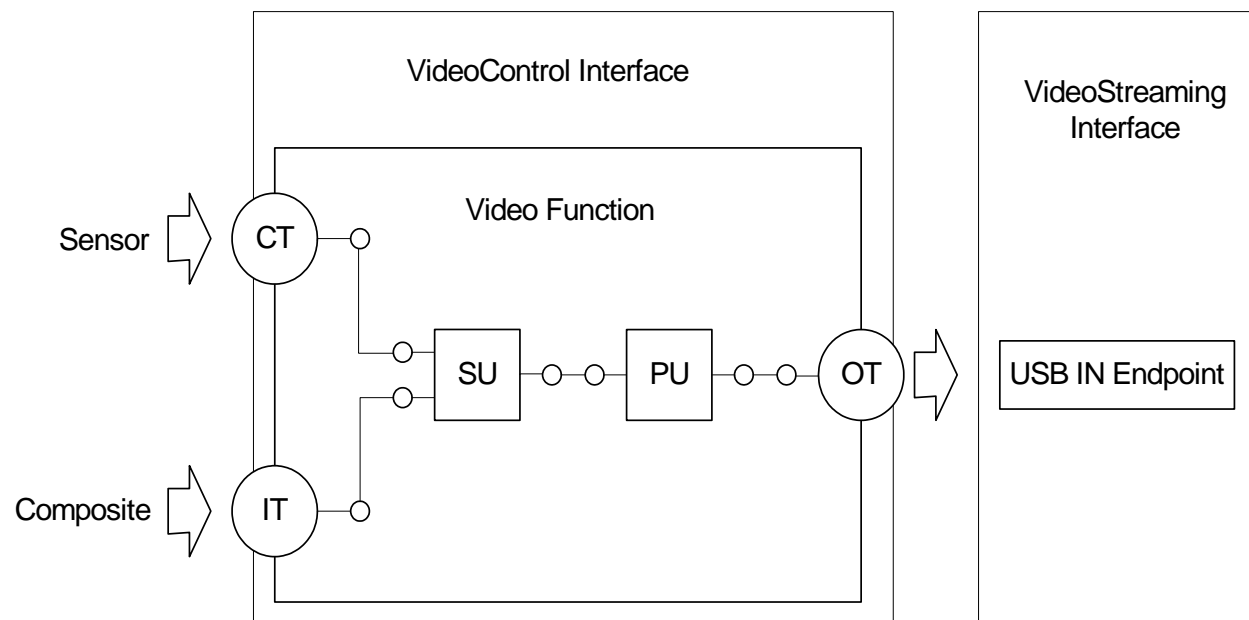 VideoControl Interface
VideoStreaming
Interface
Video Function
Sensor
CT
SU
PU
OT
USB IN Endpoint
Composite
IT